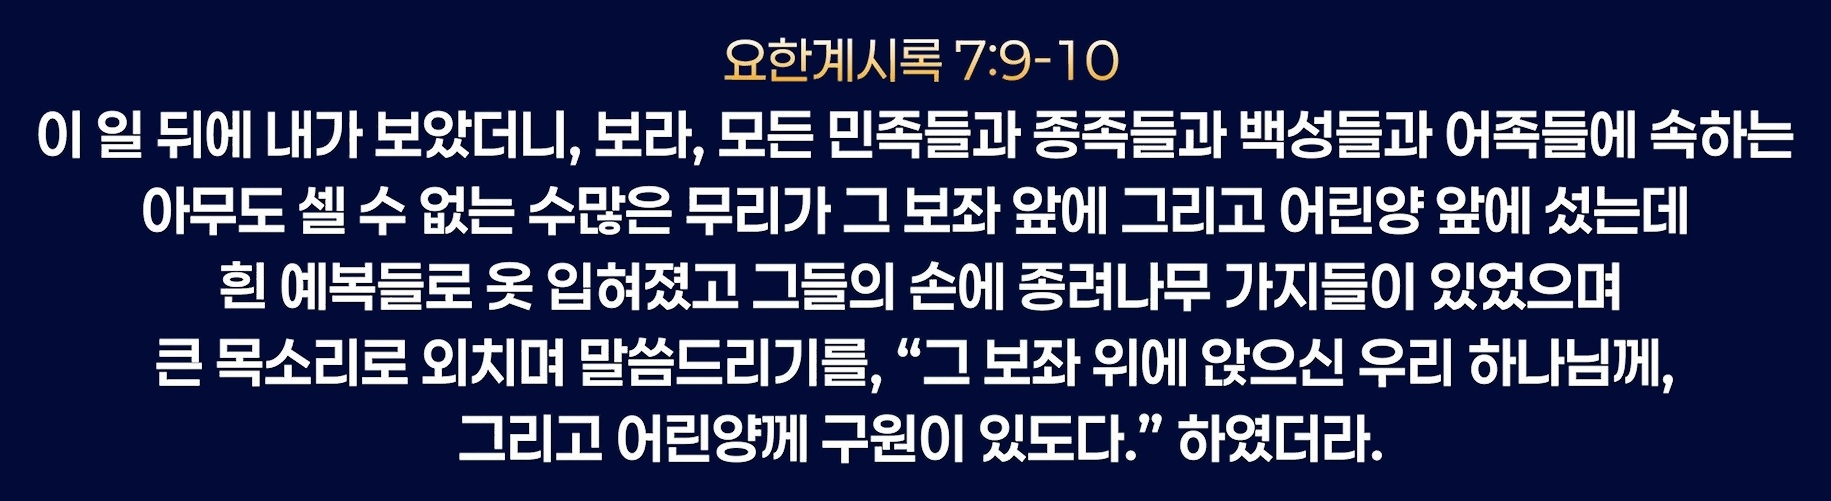 요한계시록 7:9-10
이 일 뒤에 내가 보았더니, 보라, 모든 민족들과 종족들과 백성들과 어족들에 속하는
아무도 셀 수 없는 수많은 무리가 그 보좌 앞에 그리고 어린양 앞에 섰는데
흰 예복들로 옷 입혀졌고 그들의 손에 종려나무 가지들이 있었으며
큰 목소리로 외치며 말씀드리기를, “그 보좌 위에 앉으신 우리 하나님께,
그리고 어린양께 구원이 있도다.” 하였더라.